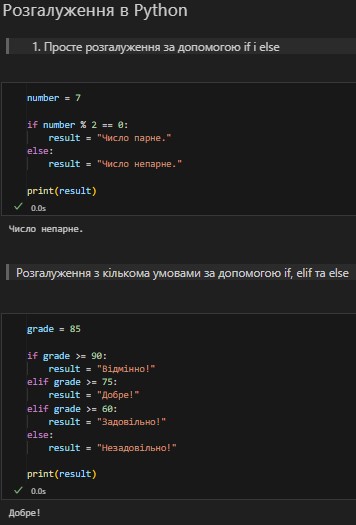 Розгалуження в Python
1. Просте розгалуження за допомогою if і else
number = 7
if number % 2 == 0:
    result = "Число парне."
else:
    result = "Число непарне."
print(result)
0.0s
Число непарне.
Розгалуження з кількома умовами за допомогою if, elif та else
grade = 85
if grade >= 90:
    result = "Відмінно!"
elif grade >= 75:
    result = "Добре!"
elif grade >= 60:
    result = "Задовільно!"
else:
    result = "Незадовільно!"
print(result)
0.0s
Добре!